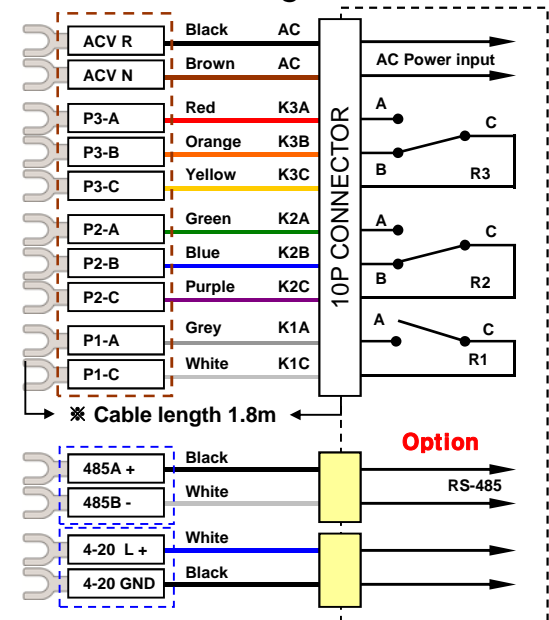 ACV R Black AC
AC Power input
ACV N Brown AC
P3-A Red K3A A
P3-B Orange K3B C
P3-C Yellow K3C B R3
P2-A Green K2A A
P2-B Blue K2B C
P2-C Purple K2C B R2
P1-A Grey K1A A C
P1-C White K1C R1
10P CONNECTOR
※ Cable length 1.8m
Option
485A + Black
RS-485
485B - White
4-20 L + White
4-20 GND Black